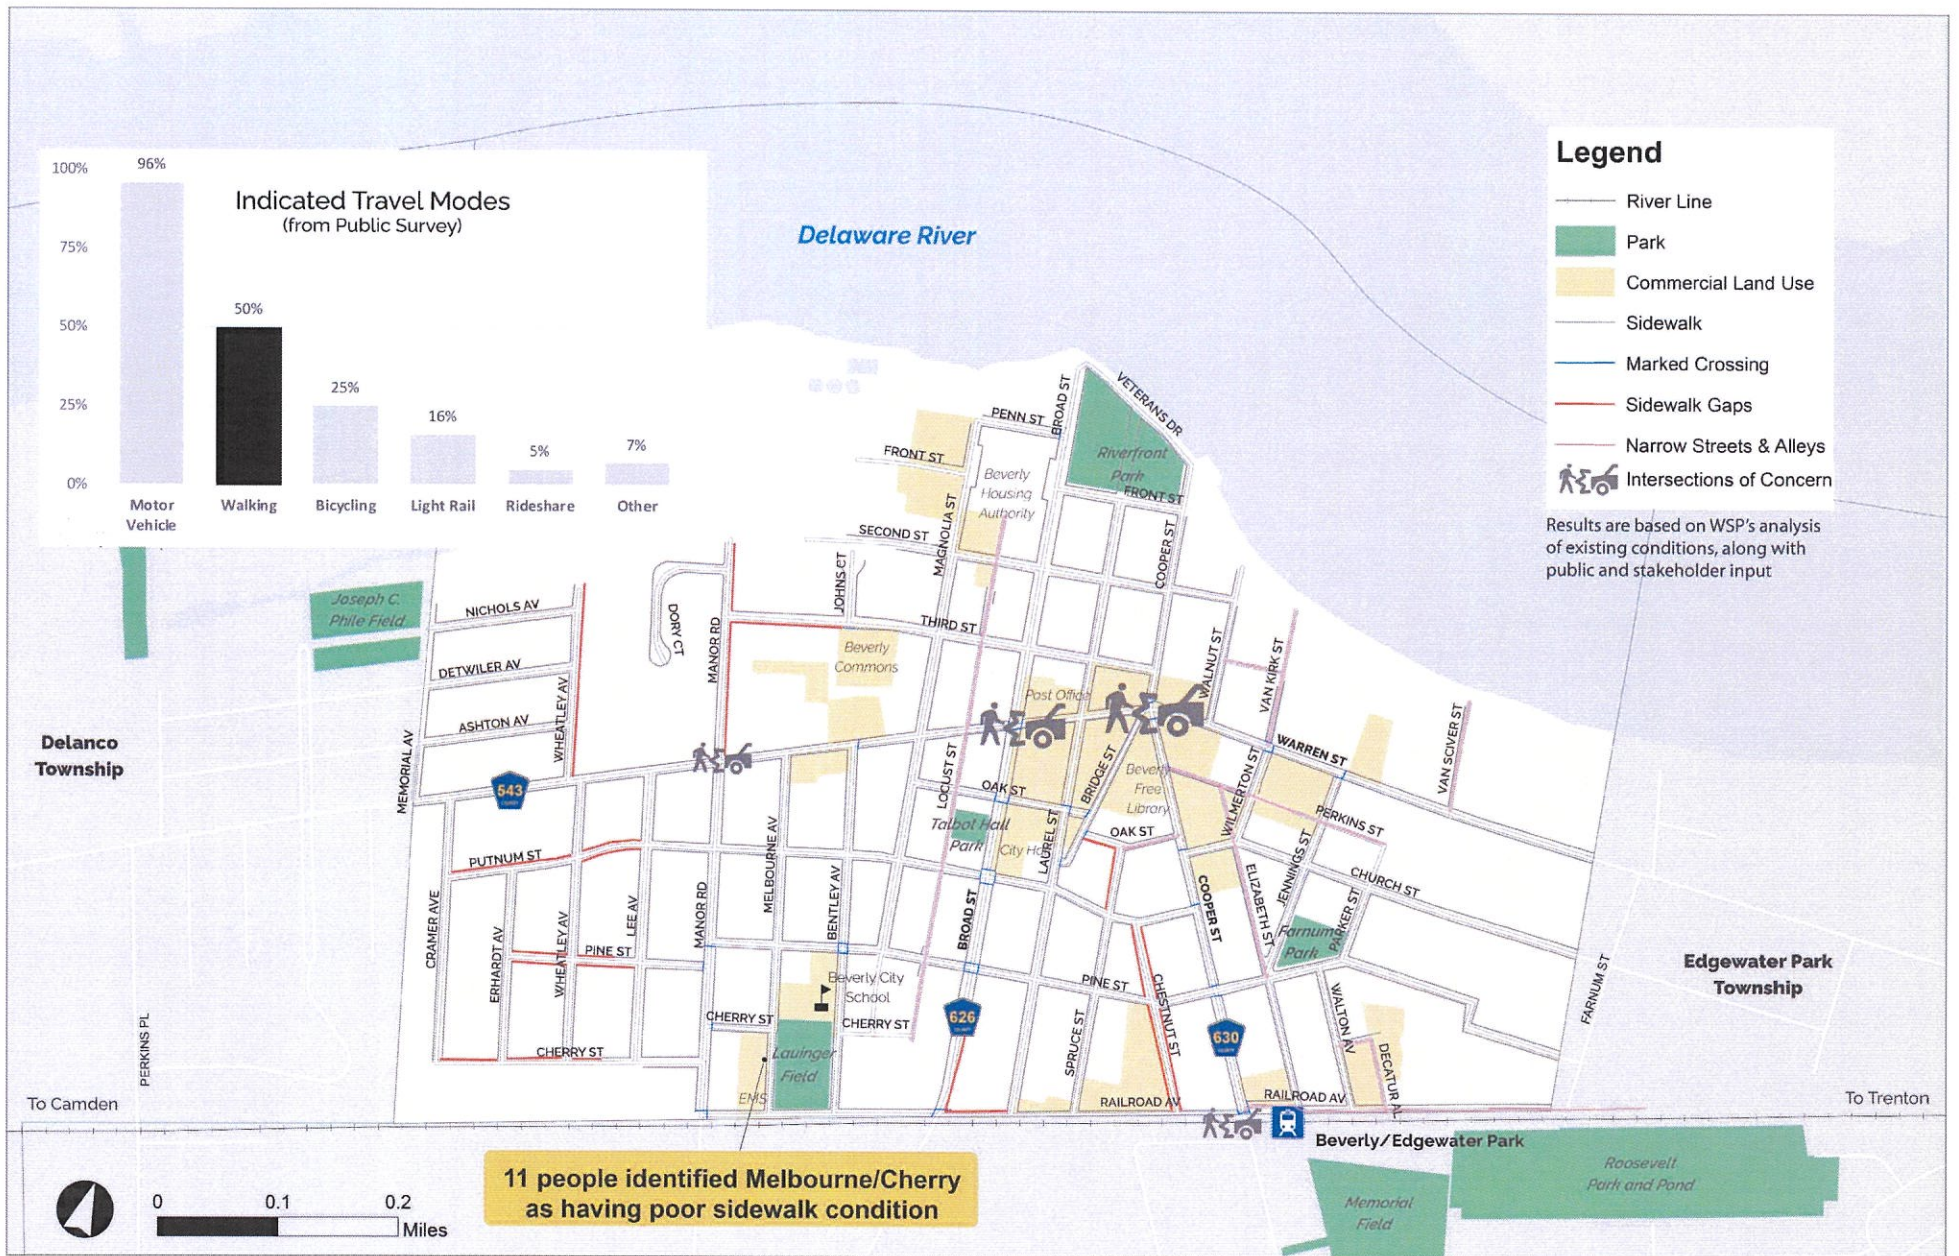 100%
75%
50%
25%
0%
Indicated Travel Modes
(from Public Survey)
96%
50%
25%
16%
5%
7%
Motor
Vehicle
Walking
Bicycling
Light Rail
Rideshare
Other
Delaware River
Legend
River Line
Park
Commercial Land Use
Sidewalk
Marked Crossing
Sidewalk Gaps
Narrow Streets & Alleys
Intersections of Concern
Results are based on WSP's analysis
of existing conditions, along with
public and stakeholder input
PENN ST
BROAD ST
VETERANS DR
Riverfront
Park
FRONT ST
FRONT ST
Beverly
Housing
Authority
MAGNOLIA ST
SECOND ST
COOPER ST
JOHNS CT
Joseph C.
Phile Field
NICHOLS AV
DORY CT
MANOR RD
THIRD ST
Beverly
Commons
DETWILER AV
WHEATLEY AV
ASHTON AV
MEMORIAL AV
Post Office
WALNUT ST
VAN KIRK ST
WARREN ST
VAN SCIVER ST
Delanco
Township
543
LOCUST ST
OAK ST
BRIDGE ST
Beverly
Free
Library
WILMERTON ST
PERKINS ST
Talbot Hall
Park
City Ha
LAUREL ST
OAK ST
PUTNUM ST
MELBOURNE AV
BENTLEY AV
BROAD ST
COOPER ST
ELIZABETH ST
JENNINGS ST
CHURCH ST
PARKER ST
Farnum
Park
CRAMER AVE
ERHARDT AV
WHEATLEY AV
LEE AV
MANOR RD
PINE ST
Beverly City
School
PINE ST
CHESTNUT ST
SPRUCE ST
WALTON AV
DECATUR AL
FARNUM ST
Edgewater Park
Township
CHERRY ST
CHERRY ST
CHERRY ST
626
630
Lauinger
Field
EMS
RAILROAD AV
RAILROAD AV
PERKINS PL
To Camden
To Trenton
Beverly/Edgewater Park
Roosevelt
Park and Pond
Memorial
Field
11 people identified Melbourne/Cherry
as having poor sidewalk condition
0
0.1
0.2
Miles